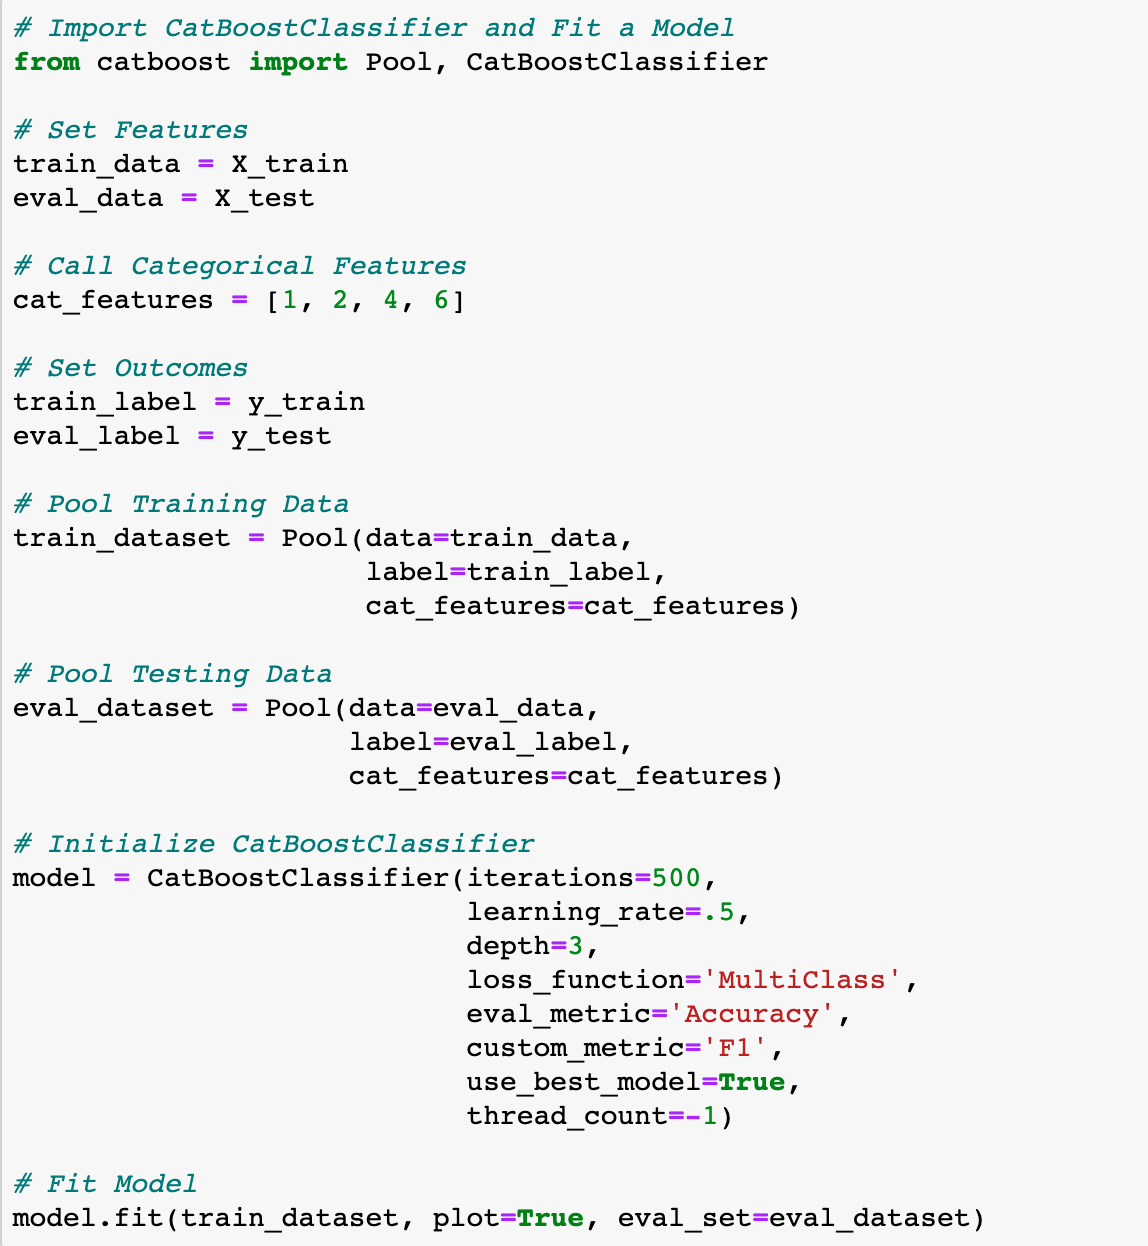 # Import CatBoostClassifier and Fit a Model
from catboost import Pool, CatBoostClassifier

# Set Features
train_data = X_train
eval_data = X_test

# Call Categorical Features
cat_features = [1, 2, 4, 6]

# Set Outcomes
train_label = y_train
eval_label = y_test

# Pool Training Data
train_dataset = Pool(data=train_data,
                     label=train_label,
                     cat_features=cat_features)

# Pool Testing Data
eval_dataset = Pool(data=eval_data,
                    label=eval_label,
                    cat_features=cat_features)

# Initialize CatBoostClassifier
model = CatBoostClassifier(iterations=500,
                           learning_rate=.5,
                           depth=3,
                           loss_function='MultiClass',
                           eval_metric='Accuracy',
                           custom_metric='F1',
                           use_best_model=True,
                           thread_count=-1)

# Fit Model
model.fit(train_dataset, plot=True, eval_set=eval_dataset)